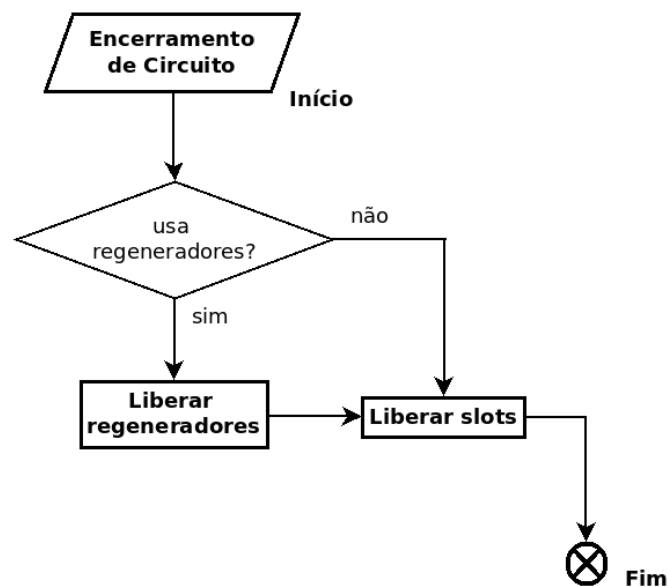 Encerramento
de Circuito
Início
usa
regeneradores?
não
sim
Liberar
regeneradores
Liberar slots
Fim